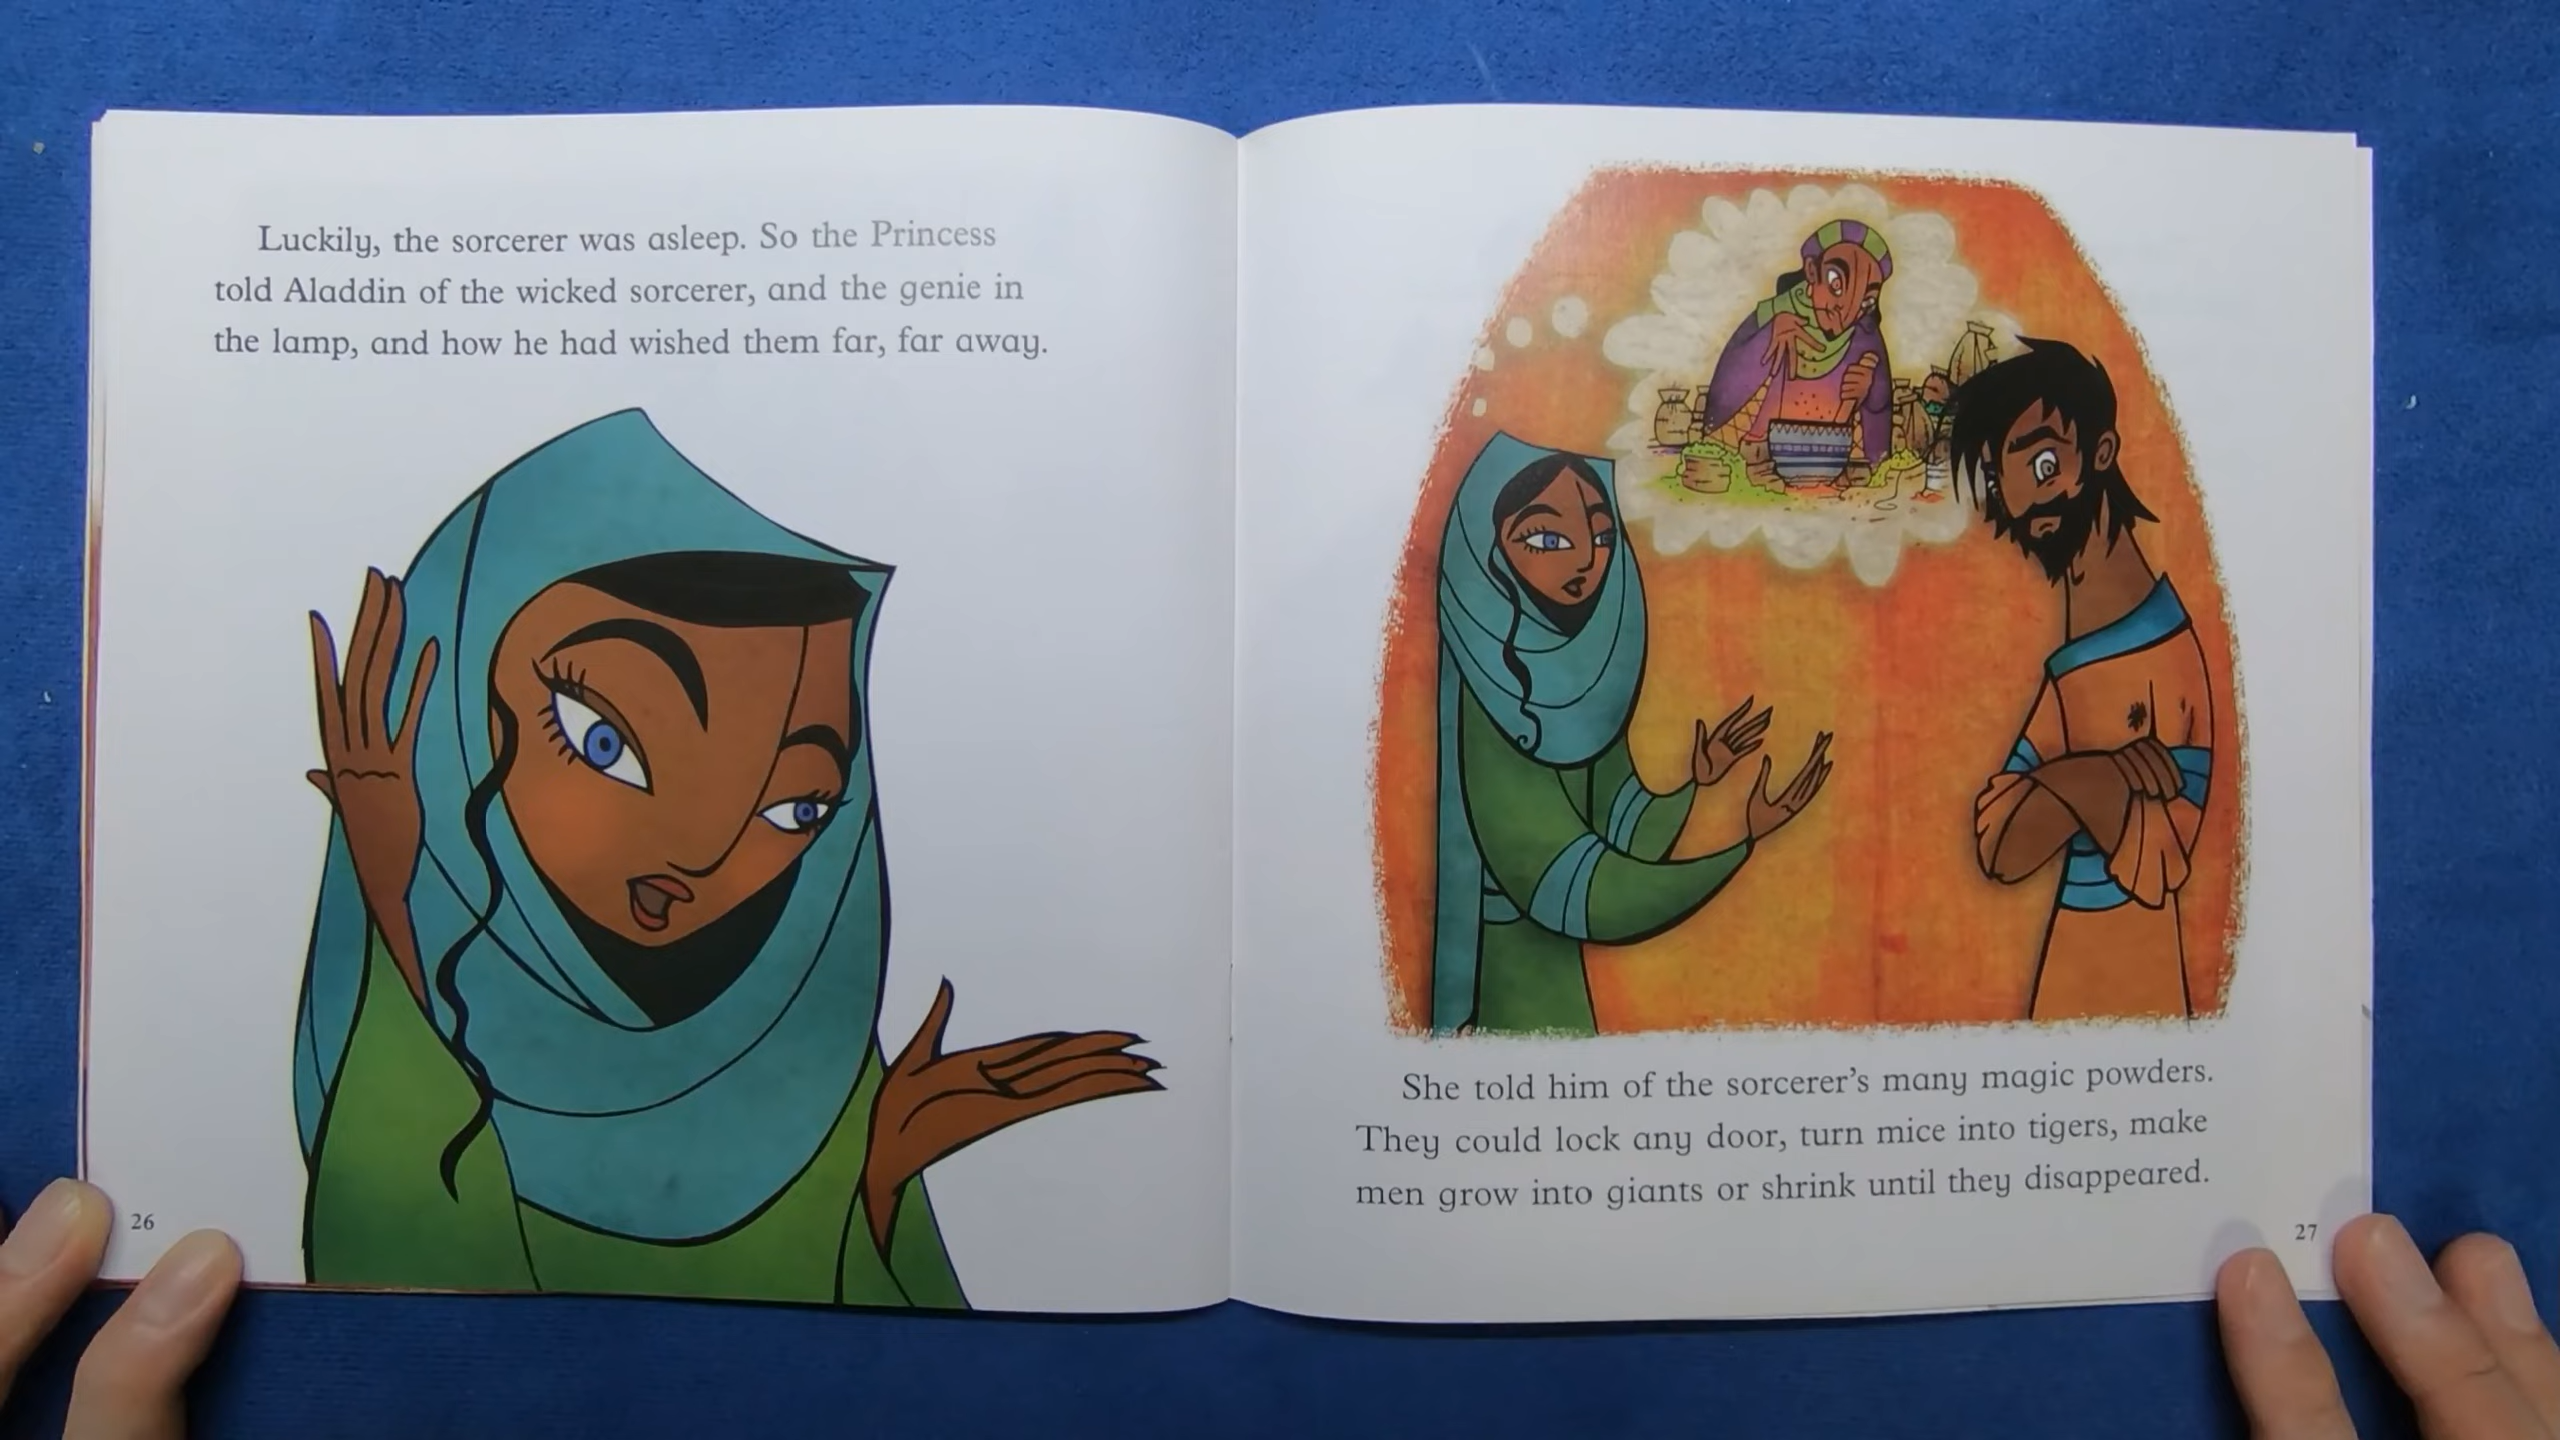 Luckily, the sorcerer was asleep. So the Princess
told Aladdin of the wicked sorcerer, and the genie in
the lamp, and how he had wished them far, far away.
26
She told him of the sorcerer's many magic powders.
They could lock any door, turn mice into tigers, make
men grow into giants or shrink until they disappeared.
27